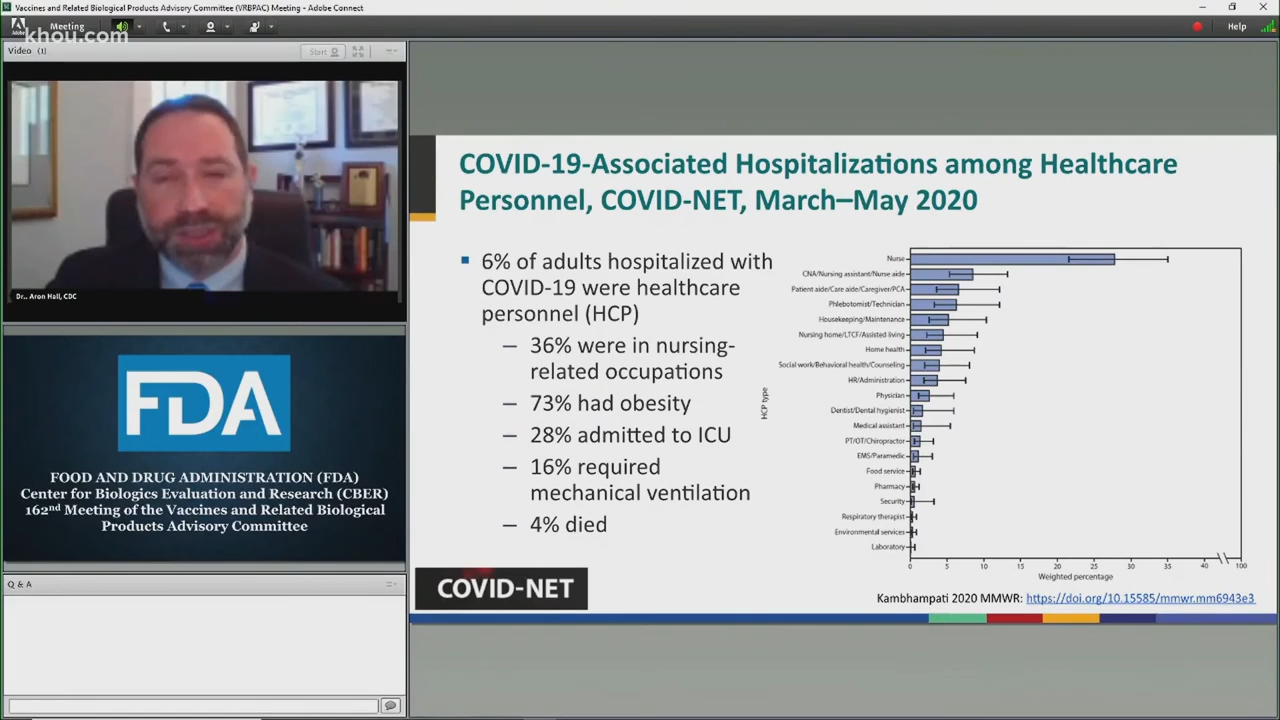 Vaccines and Related Biological Products Advisory Committee (VRBPAC) Meeting - Adobe Connect
Meeting
Help
khou.com
Video (1)
Start
Dr.. Aron Hall, CDC
FDA
FOOD AND DRUG ADMINISTRATION (FDA)
Center for Biologics Evaluation and Research (CBER)
162nd Meeting of the Vaccines and Related Biological
Products Advisory Committee
Q & A
COVID-19-Associated Hospitalizations among Healthcare
Personnel, COVID-NET, March–May 2020
6% of adults hospitalized with
COVID-19 were healthcare
personnel (HCP)
– 36% were in nursing-
related occupations
– 73% had obesity
– 28% admitted to ICU
– 16% required
mechanical ventilation
– 4% died
COVID-NET
HCP type
Nurse
CNA/Nursing assistant/Nurse aide
Patient aide/Care aide/Caregiver/PCA
Phlebotomist/Technician
Housekeeping/Maintenance
Nursing home/LTCF/Assisted living
Home health
Social work/Behavioral health/Counseling
HR/Administration
Physician
Dentist/Dental hygienist
Medical assistant
PT/OT/Chiropractor
EMS/Paramedic
Food service
Pharmacy
Security
Respiratory therapist
Environmental services
Laboratory
0 5 10 15 20 25 30 35 40 100
Weighted percentage
Kambhampati 2020 MMWR: https://doi.org/10.15585/mmwr.mm6943e3